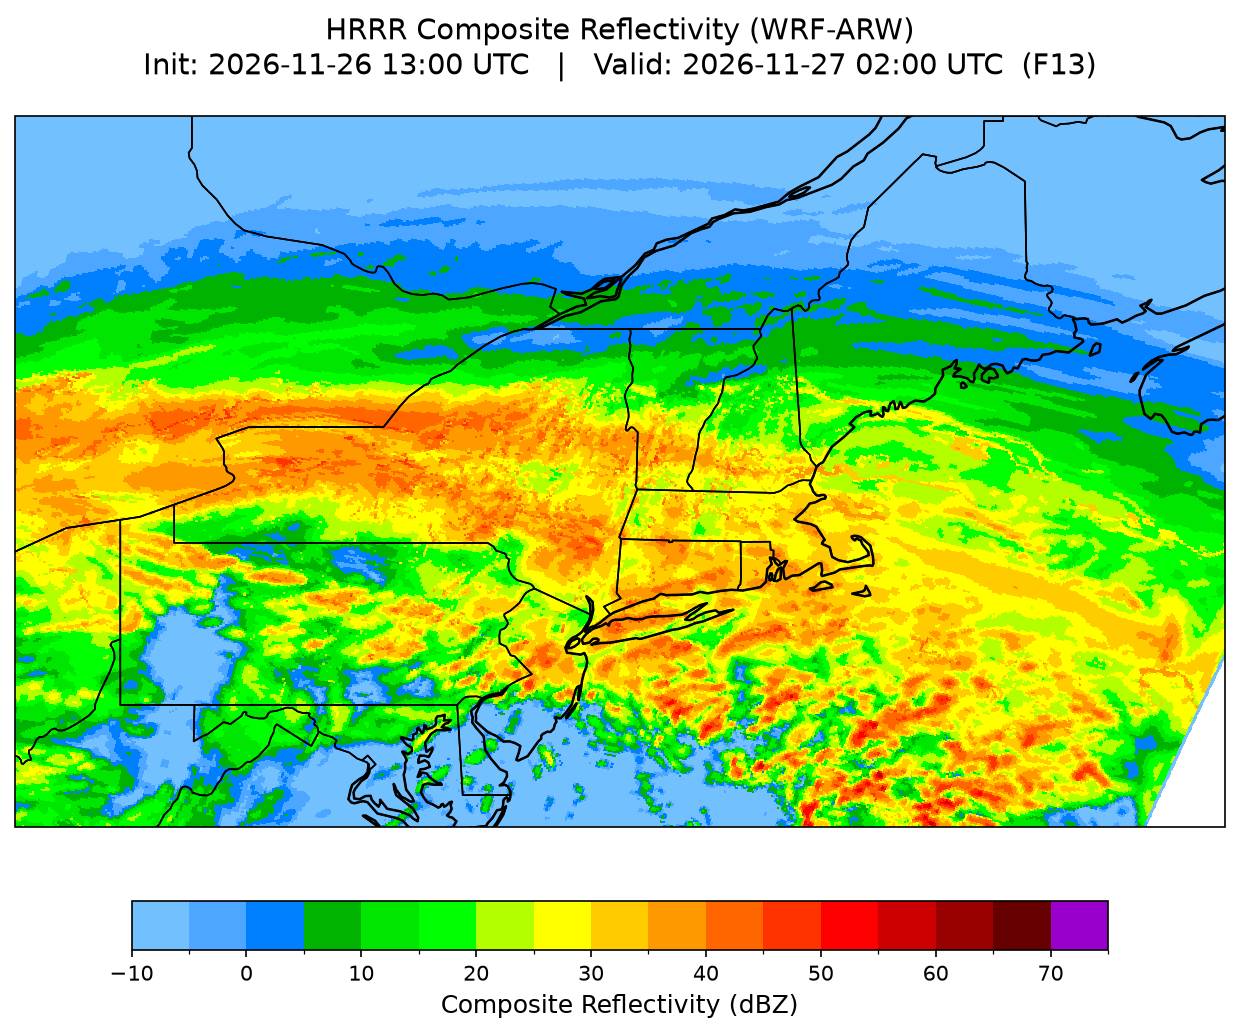 HRRR Composite Reflectivity (WRF-ARW)
Init: 2026-11-26 13:00 UTC | Valid: 2026-11-27 02:00 UTC (F13)
−10 0 10 20 30 40 50 60 70
Composite Reflectivity (dBZ)